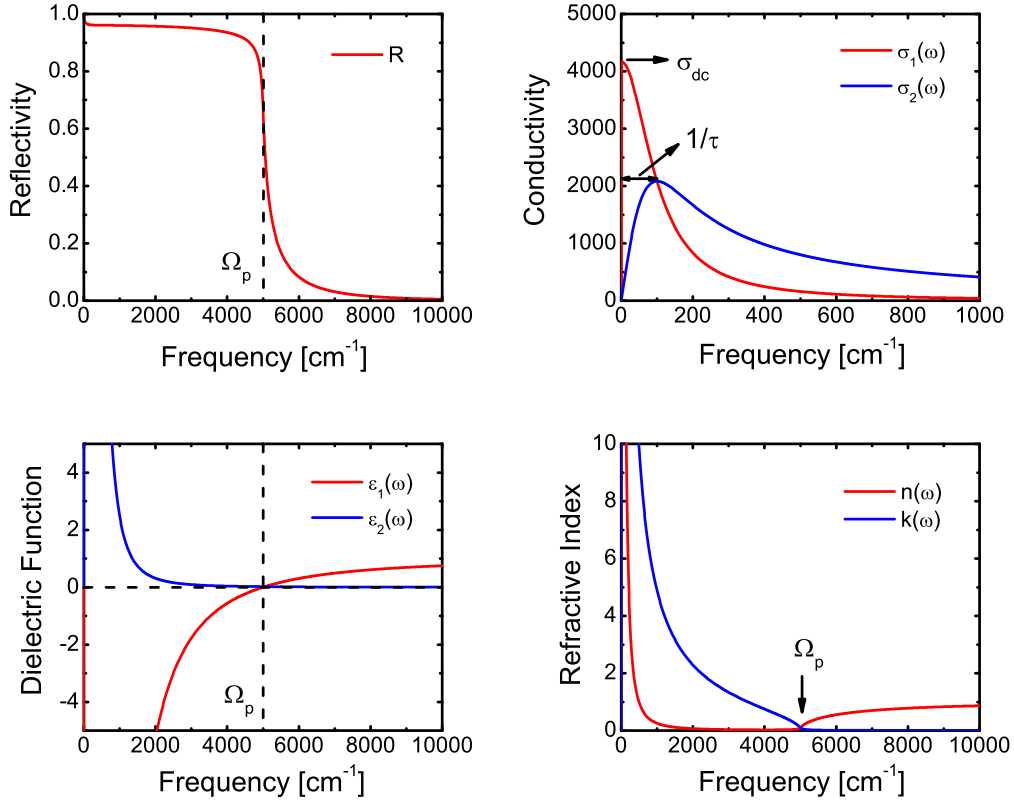 Reflectivity
1.0
0.8
0.6
0.4
0.2
0.0
R
Ωp
0 2000 4000 6000 8000 10000
Frequency [cm-1]
Conductivity
5000
4000
3000
2000
1000
0
σdc
σ1(ω)
σ2(ω)
1/τ
0 200 400 600 800 1000
Frequency [cm-1]
Dielectric Function
4
2
0
-2
-4
ε1(ω)
ε2(ω)
Ωp
0 2000 4000 6000 8000 10000
Frequency [cm-1]
Refractive Index
10
8
6
4
2
0
n(ω)
k(ω)
Ωp
0 2000 4000 6000 8000 10000
Frequency [cm-1]